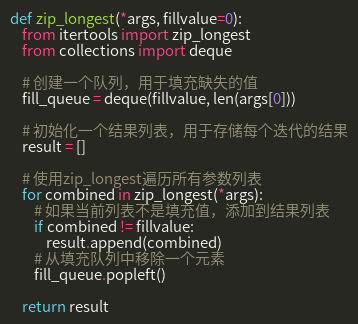 def zip_longest(*args, fillvalue=0):
    from itertools import zip_longest
    from collections import deque

    # 创建一个队列，用于填充缺失的值
    fill_queue = deque(fillvalue, len(args[0]))

    # 初始化一个结果列表，用于存储每个迭代的结果
    result = []

    # 使用zip_longest遍历所有参数列表
    for combined in zip_longest(*args):
        # 如果当前列表不是填充值，添加到结果列表
        if combined != fillvalue:
            result.append(combined)
        # 从填充队列中移除一个元素
        fill_queue.popleft()

    return result